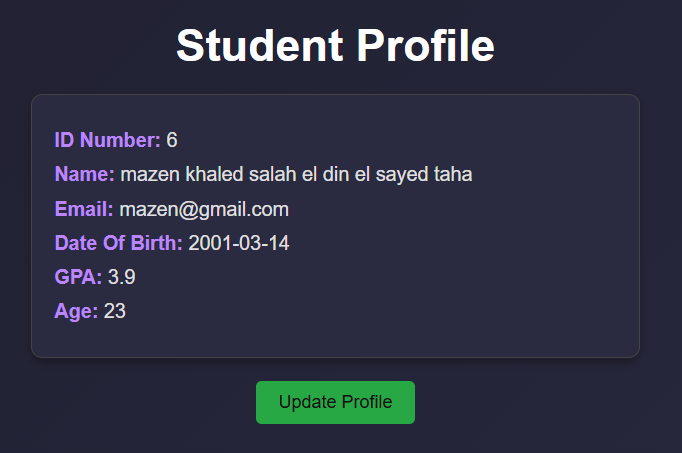 Student Profile
ID Number: 6
Name: mazen khaled salah el din el sayed taha
Email: mazen@gmail.com
Date Of Birth: 2001-03-14
GPA: 3.9
Age: 23
Update Profile